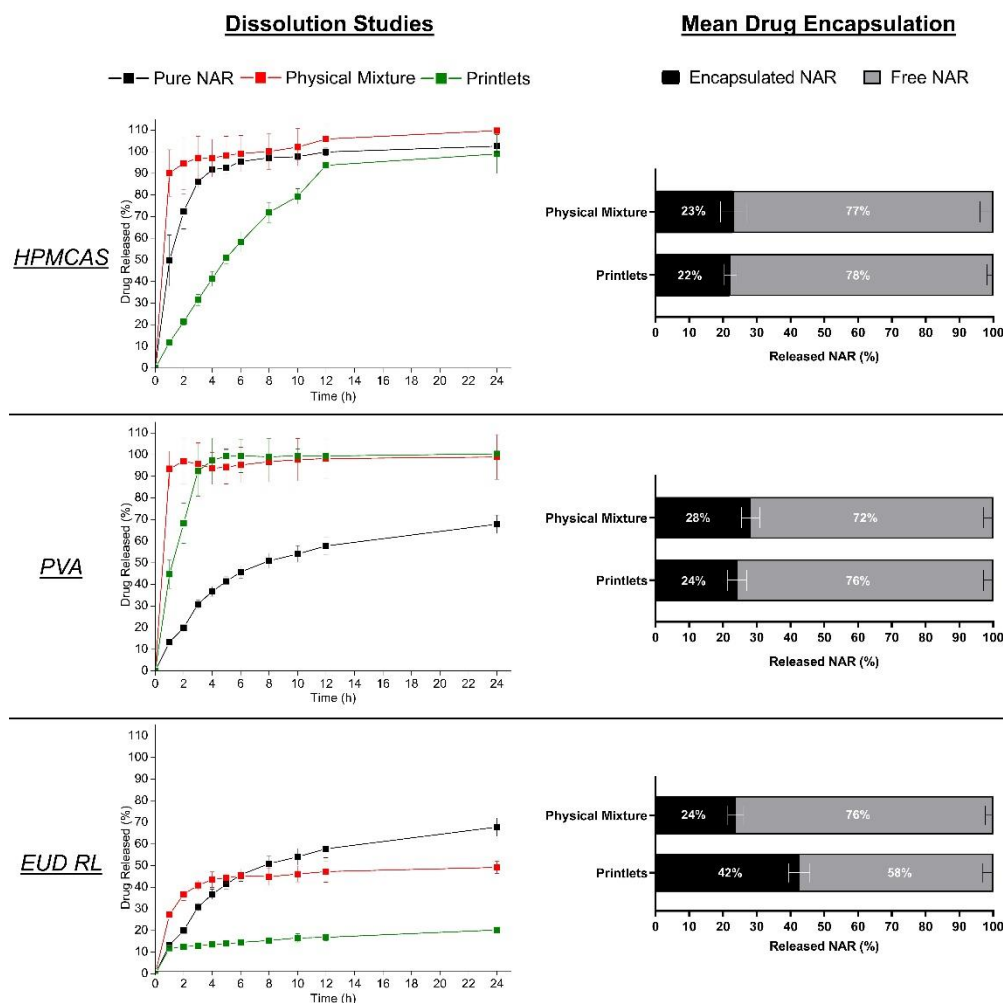 Dissolution Studies
Mean Drug Encapsulation
Pure NAR Physical Mixture Printlets
Encapsulated NAR Free NAR
HPMCAS
Drug Released (%)
110
100
90
80
70
60
50
40
30
20
10
0
0 2 4 6 8 10 12 14 16 18 20 22 24
Time (h)
Physical Mixture 23% 77%
Printlets 22% 78%
0 10 20 30 40 50 60 70 80 90 100
Released NAR (%)
PVA
Drug Released (%)
110
100
90
80
70
60
50
40
30
20
10
0
0 2 4 6 8 10 12 14 16 18 20 22 24
Time (h)
Physical Mixture 28% 72%
Printlets 24% 76%
0 10 20 30 40 50 60 70 80 90 100
Released NAR (%)
EUD RL
Drug Released (%)
110
100
90
80
70
60
50
40
30
20
10
0
0 2 4 6 8 10 12 14 16 18 20 22 24
Time (h)
Physical Mixture 24% 76%
Printlets 42% 58%
0 10 20 30 40 50 60 70 80 90 100
Released NAR (%)